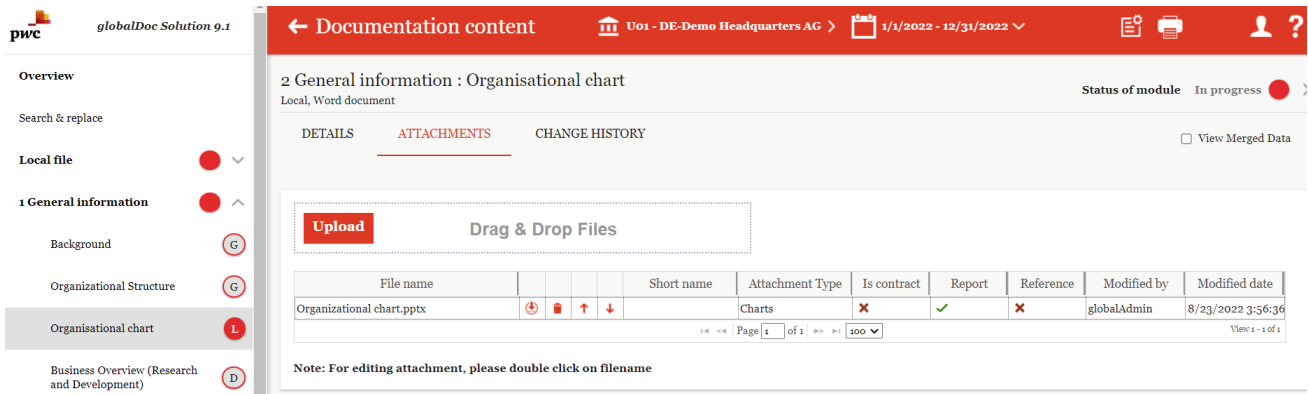 pwc
globalDoc Solution 9.1
Overview
Search & replace
Local file
1 General information
Background
G
Organizational Structure
G
Organisational chart
L
Business Overview (Research
and Development)
D
Documentation content
U01 - DE-Demo Headquarters AG
1/1/2022 - 12/31/2022
?
2 General information : Organisational chart
Local, Word document
Status of module In progress
DETAILS ATTACHMENTS CHANGE HISTORY
View Merged Data
Upload
Drag & Drop Files
File name Short name Attachment Type Is contract Report Reference Modified by Modified date
Organizational chart.pptx Charts globalAdmin 8/23/2022 3:56:36
Page 1 of 1 100 View 1 - 1 of 1
Note: For editing attachment, please double click on filename